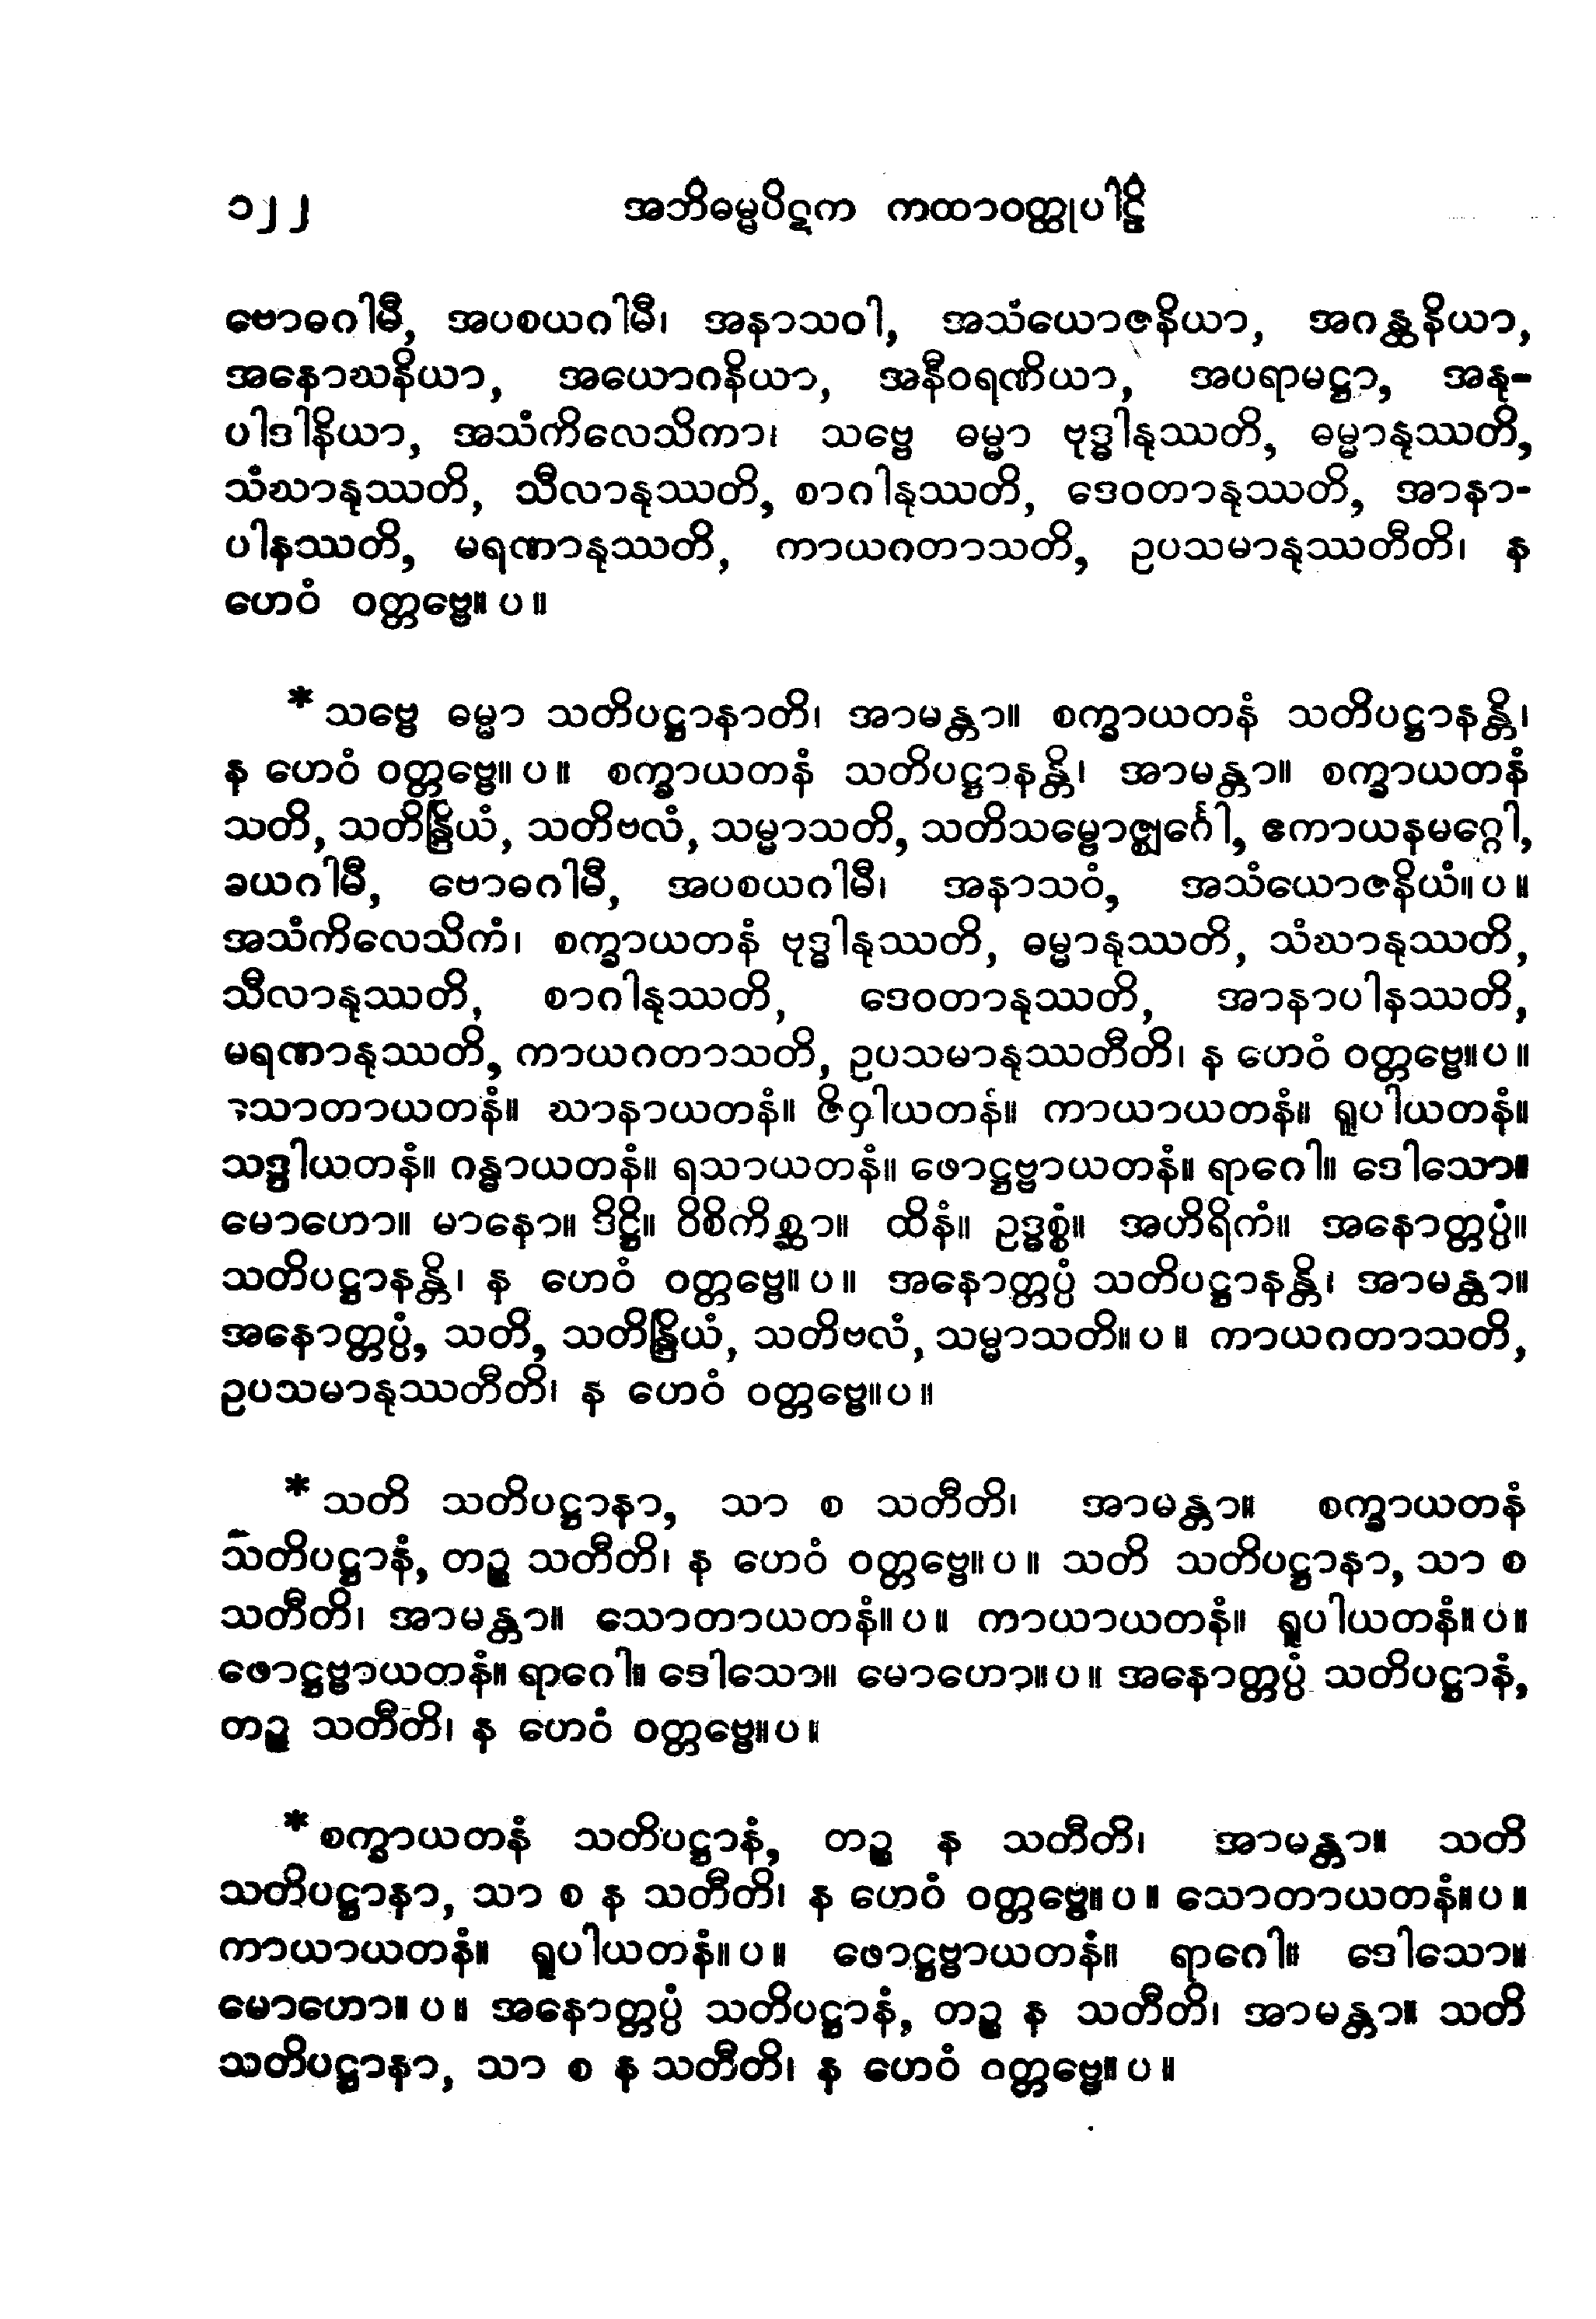 ၁၂၂ အဘိဓမ္မပိဋက ကထာဝတ္ထုပါဠိ
ဗောဓဂါမီ, အပစယဂါမီ၊ အနာသဝါ, အသံယောဇနိယာ, အဂန္ထနိယာ,
အနောဃနိယာ, အယောဂနိယာ, အနီဝရဏိယာ, အပရာမဋ္ဌာ, အနု-
ပါဒါနိယာ, အသံကိလေသိကာ၊ သဗ္ဗေ ဓမ္မာ ဗုဒ္ဓါနုဿတိ, ဓမ္မာနုဿတိ,
သံဃာနုဿတိ, သီလာနုဿတိ, စာဂါနုဿတိ, ဒေဝတာနုဿတိ, အာနာ-
ပါနဿတိ, မရဏာနုဿတိ, ကာယဂတာသတိ, ဥပသမာနုဿတီတိ၊ န
ဟေဝံ ဝတ္တဗ္ဗေ။ ပ ။
* သဗ္ဗေ ဓမ္မာ သတိပဋ္ဌာနာတိ၊ အာမန္တာ။ စက္ခာယတနံ သတိပဋ္ဌာနန္တိ၊
န ဟေဝံ ဝတ္တဗ္ဗေ။ ပ ။ စက္ခာယတနံ သတိပဋ္ဌာနန္တိ၊ အာမန္တာ။ စက္ခာယတနံ
သတိ, သတိန္ဒြိယံ, သတိဗလံ, သမ္မာသတိ, သတိသမ္ဗောဇ္ဈင်္ဂေါ, ဧကာယနမဂ္ဂေါ,
ခယဂါမီ, ဗောဓဂါမီ, အပစယဂါမီ၊ အနာသဝံ, အသံယောဇနိယံ။ ပ ။
အသံကိလေသိကံ၊ စက္ခာယတနံ ဗုဒ္ဓါနုဿတိ, ဓမ္မာနုဿတိ, သံဃာနုဿတိ,
သီလာနုဿတိ, စာဂါနုဿတိ, ဒေဝတာနုဿတိ, အာနာပါနဿတိ,
မရဏာနုဿတိ, ကာယဂတာသတိ, ဥပသမာနုဿတီတိ၊ န ဟေဝံ ဝတ္တဗ္ဗေ။ ပ ။
သောတာယတနံ။ ဃာနာယတနံ။ ဇိဝှါယတနံ။ ကာယာယတနံ။ ရူပါယတနံ။
သဒ္ဒါယတနံ။ ဂန္ဓာယတနံ။ ရသာယတနံ။ ဖောဋ္ဌဗ္ဗာယတနံ။ ရာဂေါ။ ဒေါသော။
မောဟော။ မာနော။ ဒိဋ္ဌိ။ ဝိစိကိစ္ဆာ။ ထိနံ။ ဥဒ္ဓစ္စံ။ အဟိရိကံ။ အနောတ္တပ္ပံ။
သတိပဋ္ဌာနန္တိ၊ န ဟေဝံ ဝတ္တဗ္ဗေ။ ပ ။ အနောတ္တပ္ပံ သတိပဋ္ဌာနန္တိ၊ အာမန္တာ။
အနောတ္တပ္ပံ, သတိ, သတိန္ဒြိယံ, သတိဗလံ, သမ္မာသတိ။ ပ ။ ကာယဂတာသတိ,
ဥပသမာနုဿတီတိ၊ န ဟေဝံ ဝတ္တဗ္ဗေ။ ပ ။
* သတိ သတိပဋ္ဌာနာ, သာ စ သတီတိ၊ အာမန္တာ။ စက္ခာယတနံ
သတိပဋ္ဌာနံ, တဉ္စ သတီတိ၊ န ဟေဝံ ဝတ္တဗ္ဗေ။ ပ ။ သတိ သတိပဋ္ဌာနာ, သာ စ
သတီတိ၊ အာမန္တာ။ သောတာယတနံ။ ပ ။ ကာယာယတနံ။ ရူပါယတနံ။ ပ ။
ဖောဋ္ဌဗ္ဗာယတနံ။ ရာဂေါ။ ဒေါသော။ မောဟော။ ပ ။ အနောတ္တပ္ပံ သတိပဋ္ဌာနံ,
တဉ္စ သတီတိ၊ န ဟေဝံ ဝတ္တဗ္ဗေ။ ပ ။
* စက္ခာယတနံ သတိပဋ္ဌာနံ, တဉ္စ န သတီတိ၊ အာမန္တာ။ သတိ
သတိပဋ္ဌာနာ, သာ စ န သတီတိ၊ န ဟေဝံ ဝတ္တဗ္ဗေ။ ပ ။ သောတာယတနံ။ ပ ။
ကာယာယတနံ။ ရူပါယတနံ။ ပ ။ ဖောဋ္ဌဗ္ဗာယတနံ။ ရာဂေါ။ ဒေါသော။
မောဟော။ ပ ။ အနောတ္တပ္ပံ သတိပဋ္ဌာနံ, တဉ္စ န သတီတိ၊ အာမန္တာ။ သတိ
သတိပဋ္ဌာနာ, သာ စ န သတီတိ၊ န ဟေဝံ ဝတ္တဗ္ဗေ။ ပ ။